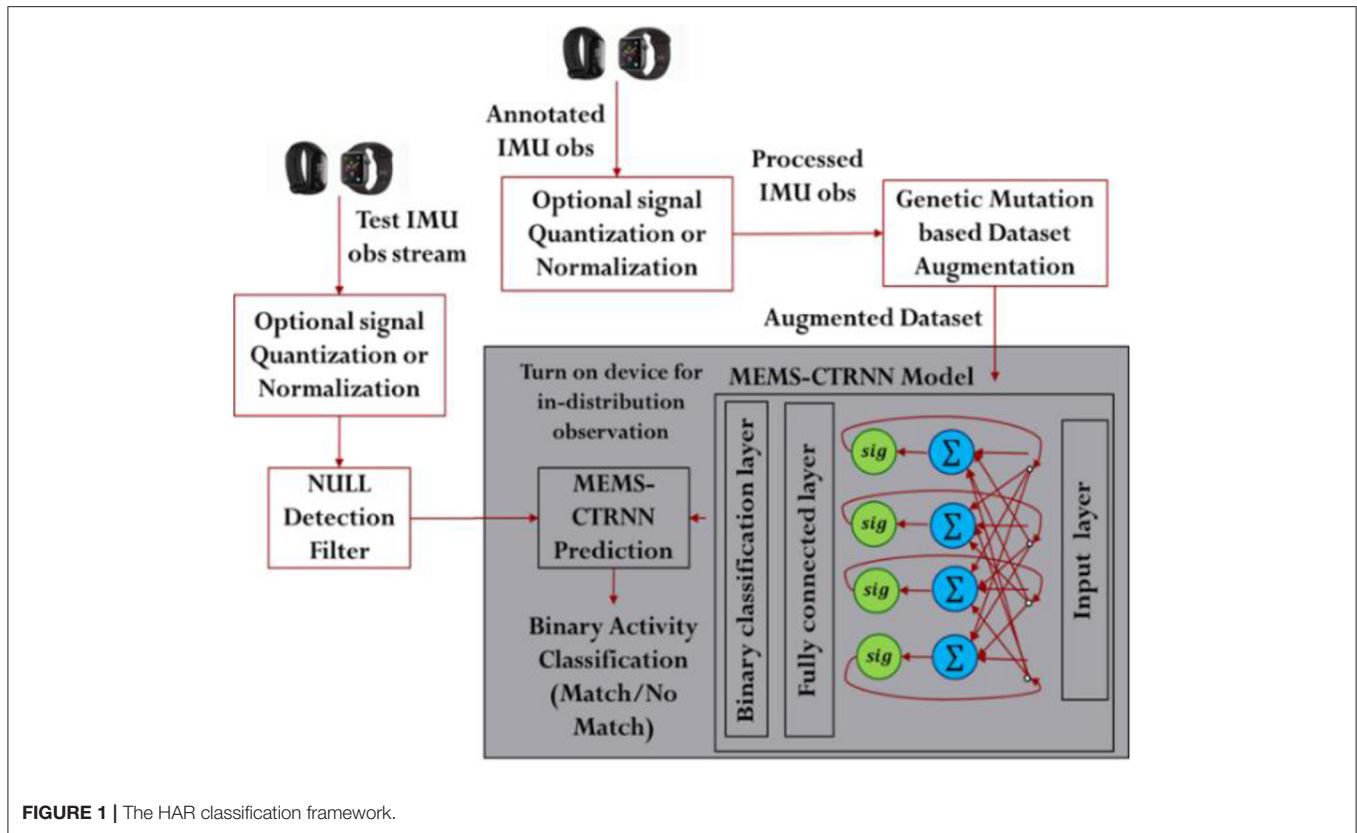 Annotated
IMU obs
Processed
IMU obs
Optional signal
Quantization or
Normalization
Genetic Mutation
based Dataset
Augmentation
Test IMU
obs stream
Optional signal
Quantization or
Normalization
Augmented Dataset
NULL
Detection
Filter
Turn on device for
in-distribution
observation
MEMS-CTRNN Model
MEMS-
CTRNN
Prediction
Binary Activity
Classification
(Match/No
Match)
Binary classification layer
Fully connected layer
sig Σ
sig Σ
sig Σ
sig Σ
Input layer
FIGURE 1 | The HAR classification framework.